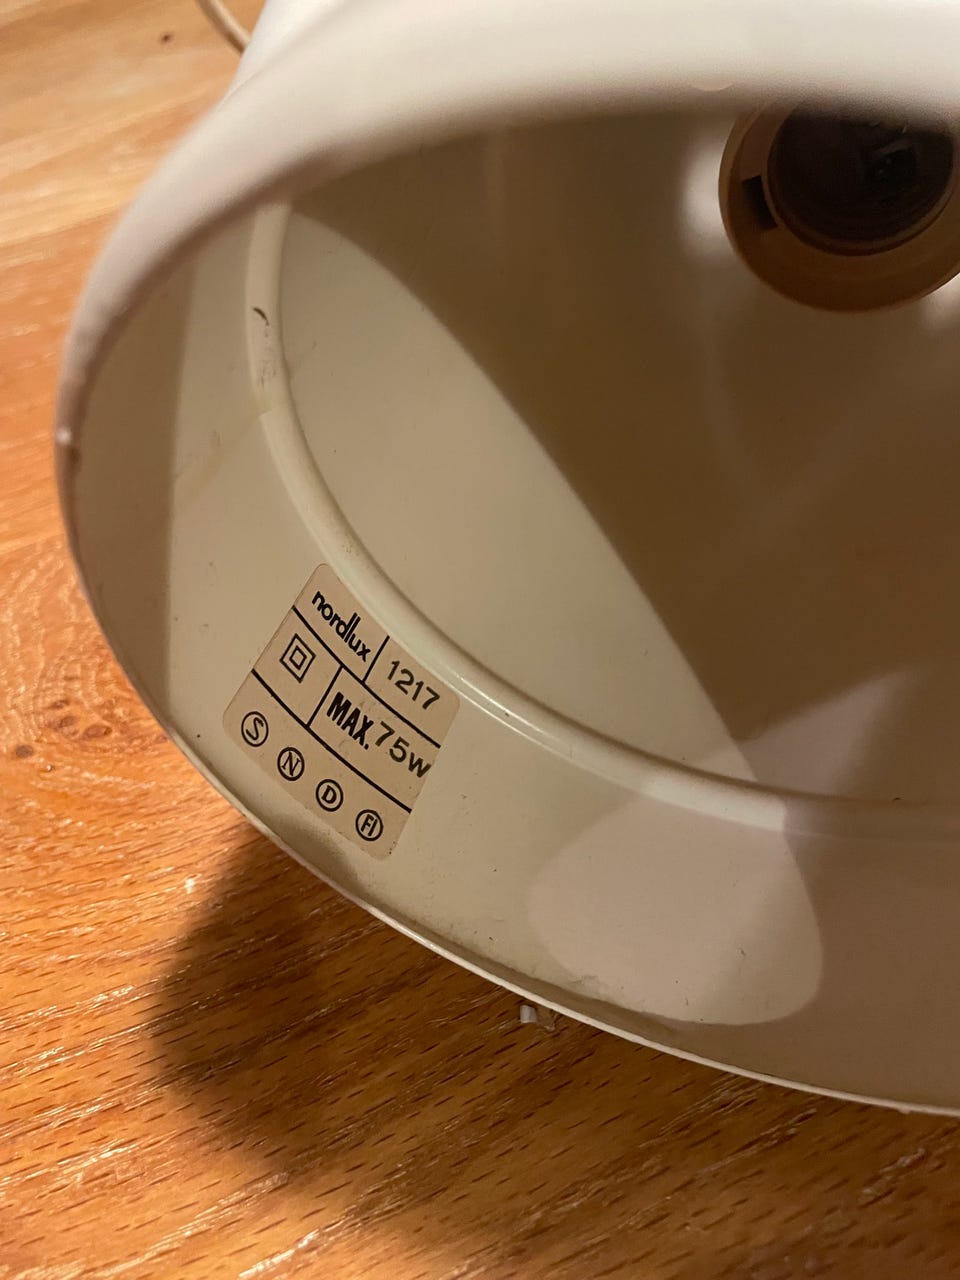 nordlux 1217
MAX. 75W
S N D FI